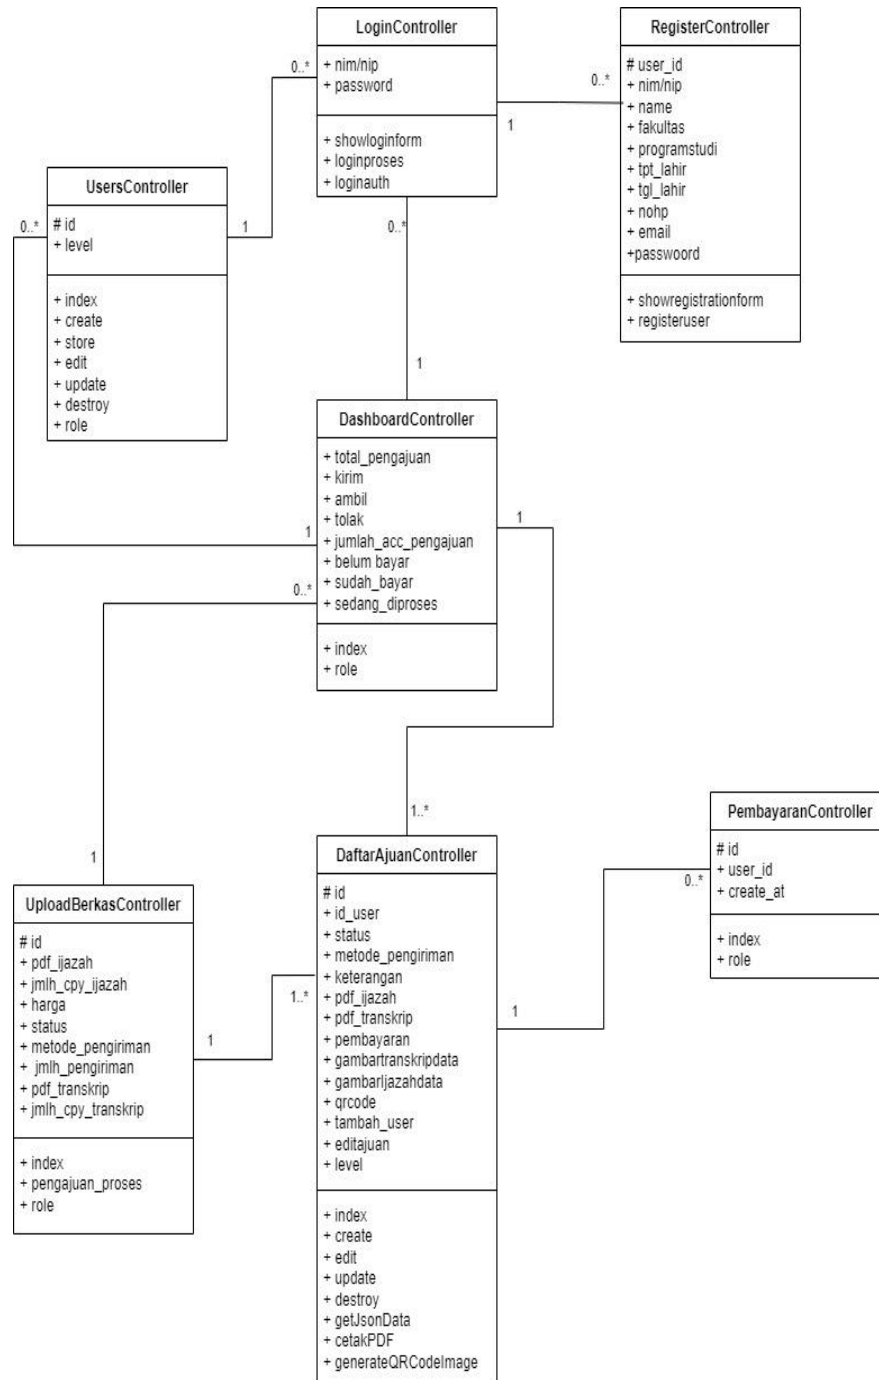 LoginController
+ nim/nip
+ password
+ showloginform
+ loginproses
+ loginauth
0..*
1
0..*
1
0..*
1
RegisterController
# user_id
+ nim/nip
+ name
+ fakultas
+ programstudi
+ tpt_lahir
+ tgl_lahir
+ nohp
+ email
+passwoord
+ showregistrationform
+ registeruser
UsersController
# id
+ level
+ index
+ create
+ store
+ edit
+ update
+ destroy
+ role
0..*
1
DashboardController
+ total_pengajuan
+ kirim
+ ambil
+ tolak
+ jumlah_acc_pengajuan
+ belum bayar
+ sudah_bayar
+ sedang_diproses
+ index
+ role
1
0..*
1
1..*
UploadBerkasController
# id
+ pdf_ijazah
+ jmlh_cpy_ijazah
+ harga
+ status
+ metode_pengiriman
+ jmlh_pengiriman
+ pdf_transkrip
+ jmlh_cpy_transkrip
+ index
+ pengajuan_proses
+ role
1
1..*
DaftarAjuanController
# id
+ id_user
+ status
+ metode_pengiriman
+ keterangan
+ pdf_ijazah
+ pdf_transkrip
+ pembayaran
+ gambartranskripdata
+ gambarIjazahdata
+ qrcode
+ tambah_user
+ editajuan
+ level
+ index
+ create
+ edit
+ update
+ destroy
+ getJsonData
+ cetakPDF
+ generateQRCodeImage
1
0..*
PembayaranController
# id
+ user_id
+ create_at
+ index
+ role